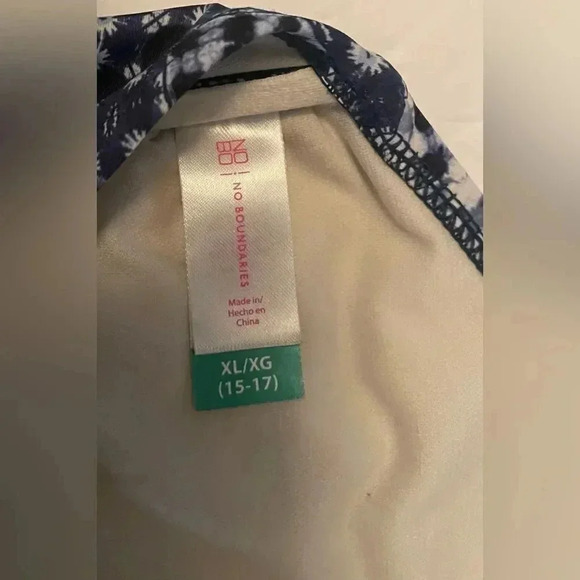 NO
BO
NO BOUNDARIES
Made in/
Hecho en
China
XL/XG
(15-17)